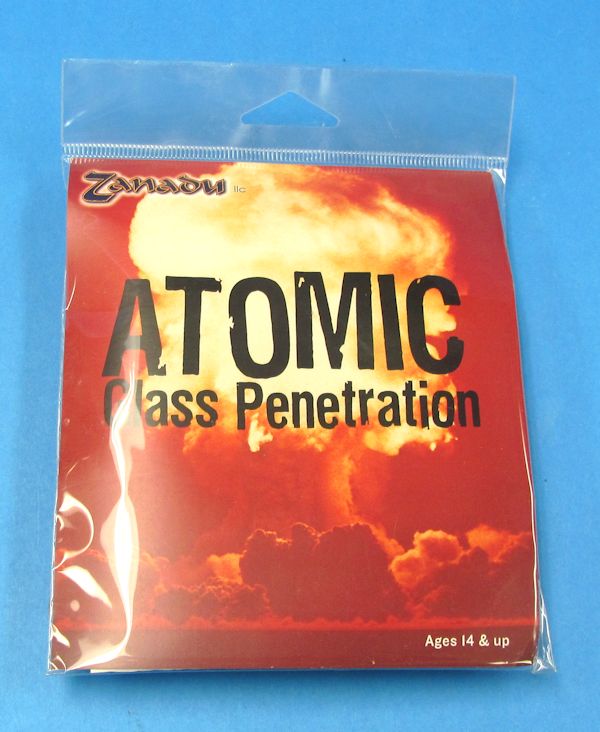 Zanadu llc
ATOMIC
Glass Penetration
Ages 14 & up